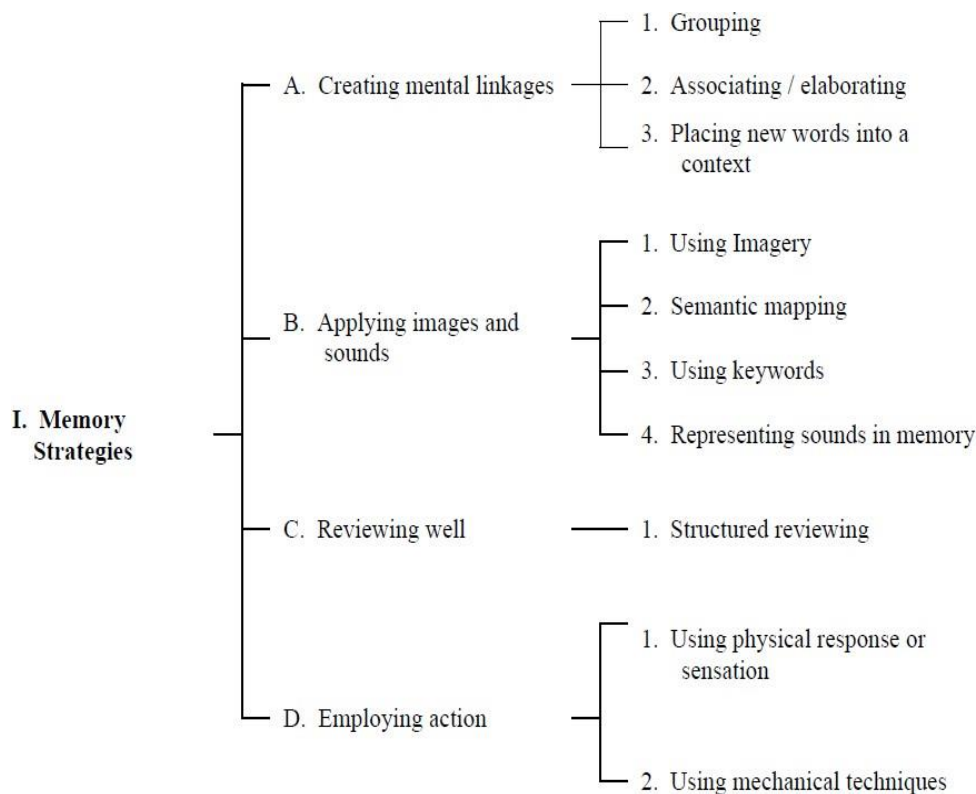 1. Grouping
A. Creating mental linkages
2. Associating / elaborating
3. Placing new words into a
context
1. Using Imagery
2. Semantic mapping
B. Applying images and
sounds
3. Using keywords
I. Memory
Strategies
4. Representing sounds in memory
C. Reviewing well
1. Structured reviewing
1. Using physical response or
sensation
D. Employing action
2. Using mechanical techniques